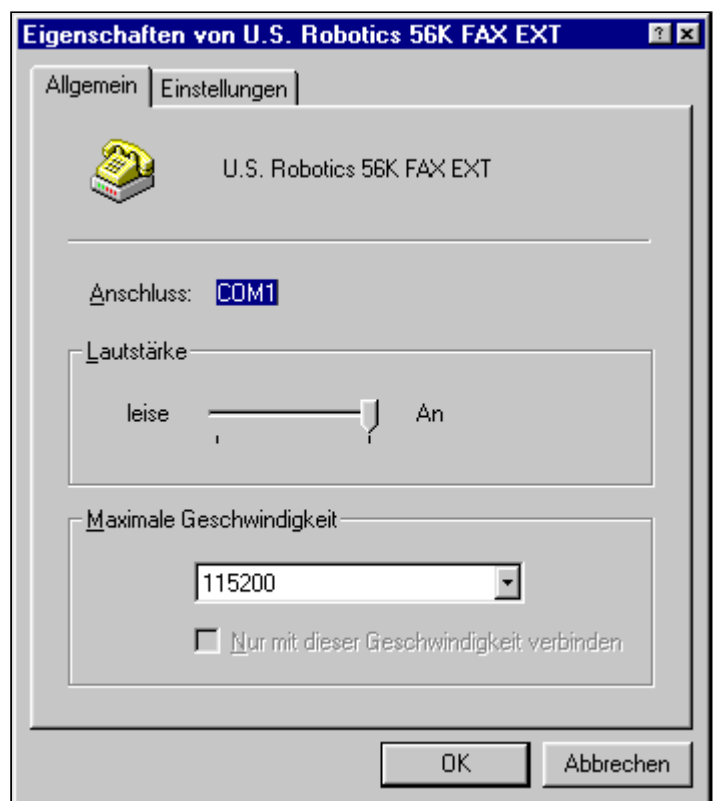 Eigenschaften von U.S. Robotics 56K FAX EXT
Allgemein Einstellungen
U.S. Robotics 56K FAX EXT
Anschluss: COM1
Lautstärke
leise An
Maximale Geschwindigkeit
115200
Nur mit dieser Geschwindigkeit verbinden
OK Abbrechen